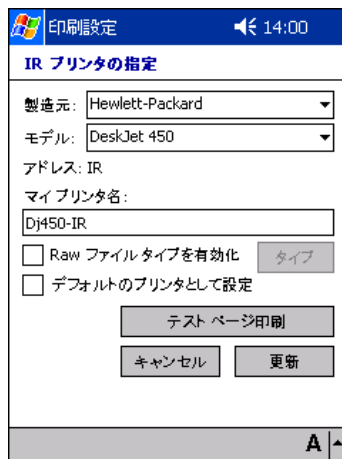 印刷設定 14:00
IR プリンタの指定
製造元: Hewlett-Packard
モデル: DeskJet 450
アドレス: IR
マイ プリンタ名:
Dj450-IR
Raw ファイル タイプを有効化 タイプ
デフォルトのプリンタとして設定
テスト ページ印刷
キャンセル 更新
A